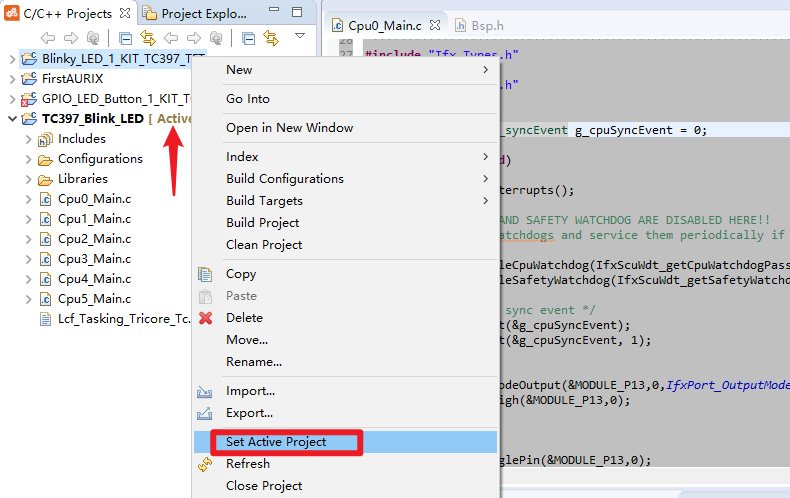 C/C++ Projects
Project Explo...
Cpu0_Main.c
Bsp.h
Blinky_LED_1_KIT_TC397_TFT
FirstAURIX
GPIO_LED_Button_1_KIT_TC
TC397_Blink_LED [ Active
Includes
Configurations
Libraries
Cpu0_Main.c
Cpu1_Main.c
Cpu2_Main.c
Cpu3_Main.c
Cpu4_Main.c
Cpu5_Main.c
Lcf_Tasking_Tricore_Tc.
New
Go Into
Open in New Window
Index
Build Configurations
Build Targets
Build Project
Clean Project
Copy
Paste
Delete
Move...
Rename...
Import...
Export...
Set Active Project
Refresh
Close Project
26
27
#include "Ifx_Types.h"
.h"
_syncEvent g_cpuSyncEvent = 0;
d)
terrupts();
AND SAFETY WATCHDOG ARE DISABLED HERE!!
atchdogs and service them periodically if
leCpuWatchdog(IfxScuWdt_getCpuWatchdogPass
leSafetyWatchdog(IfxScuWdt_getSafetyWatchd
sync event */
t(&g_cpuSyncEvent);
t(&g_cpuSyncEvent, 1);
odeOutput(&MODULE_P13,0,IfxPort_OutputMode
igh(&MODULE_P13,0);
glePin(&MODULE_P13,0);